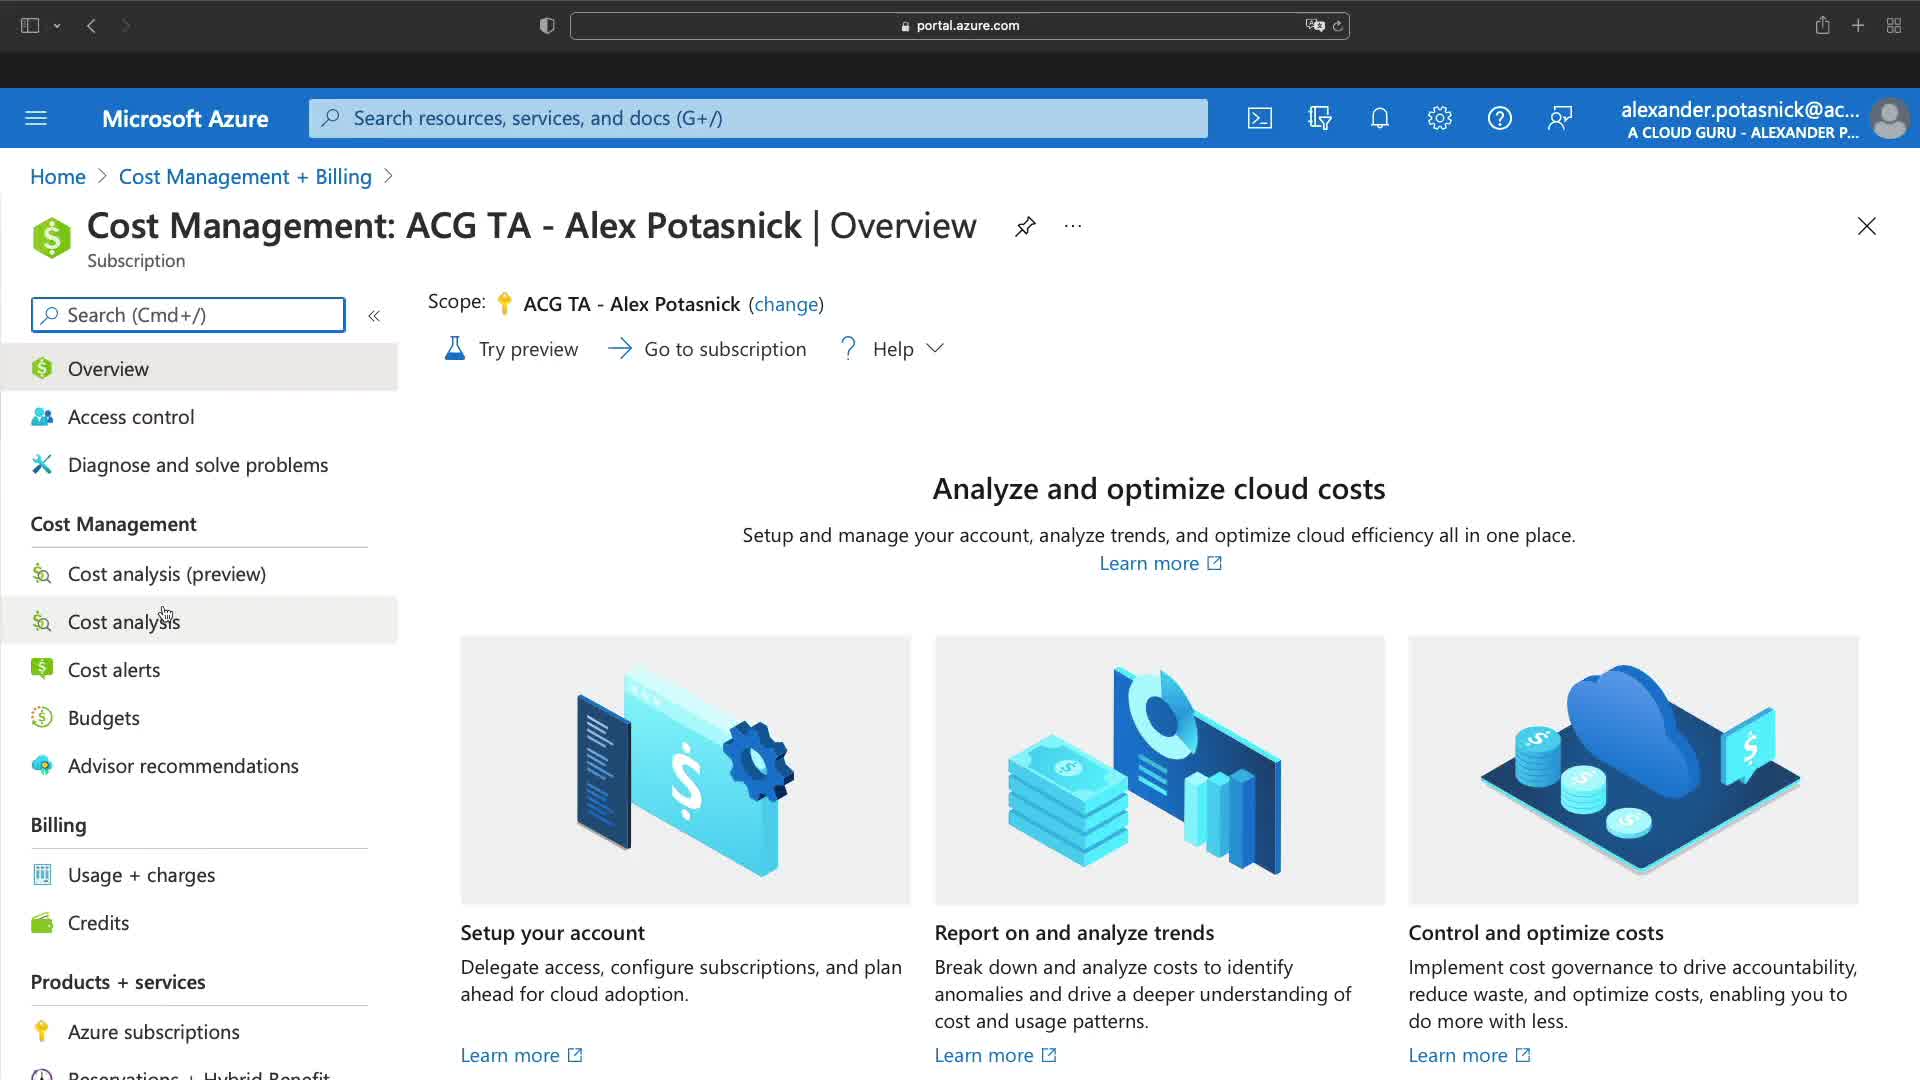 portal.azure.com
Microsoft Azure
Search resources, services, and docs (G+/)
alexander.potasnick@ac...
A CLOUD GURU - ALEXANDER P...
Home > Cost Management + Billing >
Cost Management: ACG TA - Alex Potasnick | Overview
...
Subscription
Search (Cmd+/)
«
Scope: ACG TA - Alex Potasnick (change)
Try preview
Go to subscription
? Help
Overview
Access control
Diagnose and solve problems
Cost Management
Cost analysis (preview)
Cost analysis
Cost alerts
Budgets
Advisor recommendations
Billing
Usage + charges
Credits
Products + services
Azure subscriptions
Reservations + Hybrid Benefit
Analyze and optimize cloud costs
Setup and manage your account, analyze trends, and optimize cloud efficiency all in one place.
Learn more
Setup your account
Delegate access, configure subscriptions, and plan
ahead for cloud adoption.
Learn more
Report on and analyze trends
Break down and analyze costs to identify
anomalies and drive a deeper understanding of
cost and usage patterns.
Learn more
Control and optimize costs
Implement cost governance to drive accountability,
reduce waste, and optimize costs, enabling you to
do more with less.
Learn more